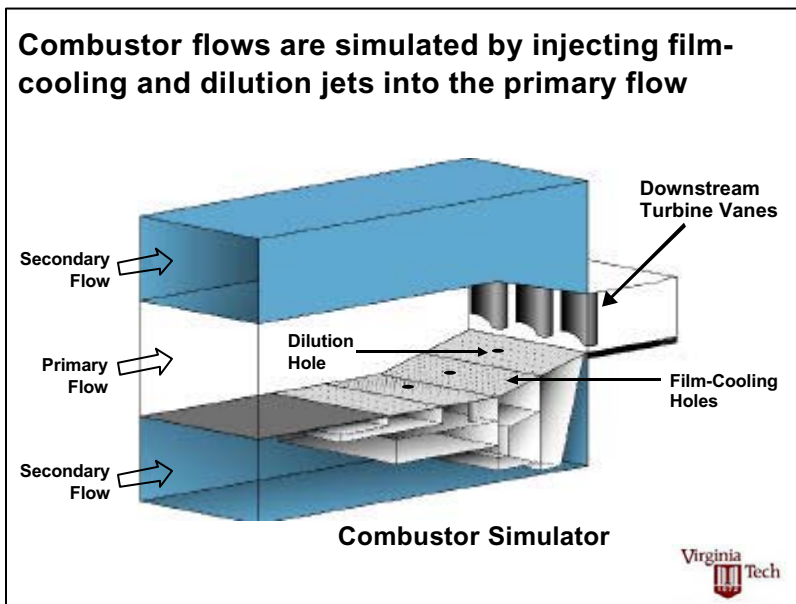 Combustor flows are simulated by injecting film-
cooling and dilution jets into the primary flow
Downstream
Turbine Vanes
Secondary
Flow
Dilution
Hole
Primary
Flow
Film-Cooling
Holes
Secondary
Flow
Combustor Simulator
Virginia
Tech